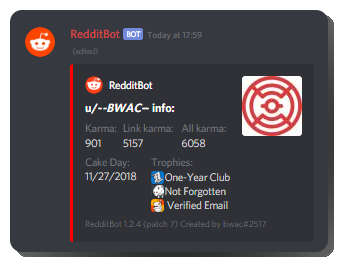 RedditBot BOT Today at 17:59
(edited)
RedditBot
u/--BWAC-- info:
Karma: Link karma: All karma:
901 5157 6058
Cake Day: Trophies:
11/27/2018 One-Year Club
Not Forgotten
Verified Email
RedditBot 1.2.4 (patch 7) Created by bwac#2517